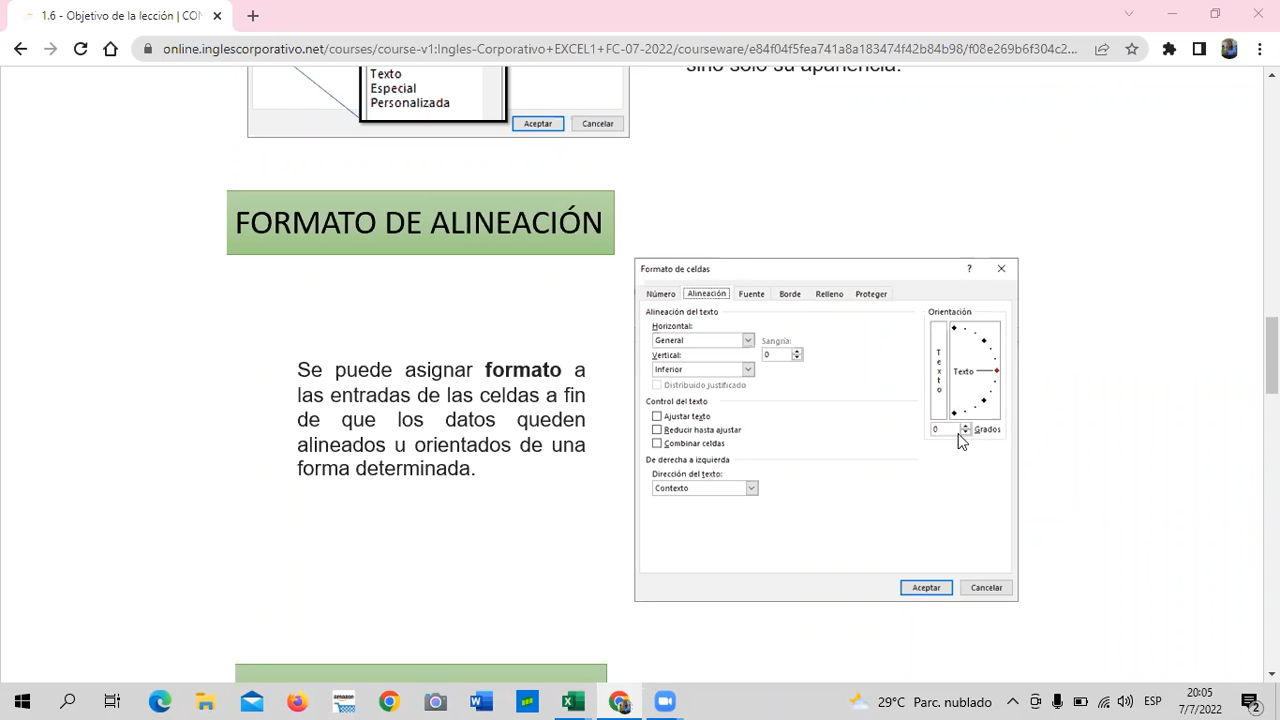 1.6 - Objetivo de la lección | CON
online.inglescorporativo.net/courses/course-v1:Ingles-Corporativo+EXCEL1+FC-07-2022/courseware/e84f04f5fea741a8a183474f42b84b98/f08e269b6f304c2...
sino solo su apariencia.
Texto
Especial
Personalizada
Aceptar
Cancelar
FORMATO DE ALINEACIÓN
Se puede asignar formato a
las entradas de las celdas a fin
de que los datos queden
alineados u orientados de una
forma determinada.
Formato de celdas
?
Número
Alineación
Fuente
Borde
Relleno
Proteger
Alineación del texto
Horizontal:
General
Sangría:
Vertical:
0
Inferior
Distribuido justificado
Control del texto
Ajustar texto
Reducir hasta ajustar
Combinar celdas
De derecha a izquierda
Dirección del texto:
Contexto
Orientación
Texto
Texto
0
Grados
Aceptar
Cancelar
amazon
29°C Parc. nublado
ESP
20:05
7/7/2022
2